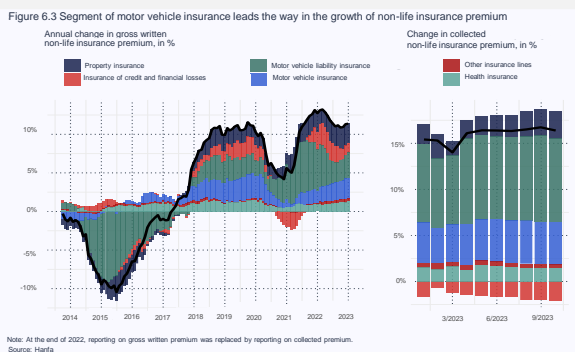 Figure 6.3 Segment of motor vehicle insurance leads the way in the growth of non-life insurance premium
Annual change in gross written
non-life insurance premium, in %
Change in collected
non-life insurance premium, in %
Property insurance
Motor vehicle liability insurance
Insurance of credit and financial losses
Motor vehicle insurance
Other insurance lines
Health insurance
10%
5%
0%
-5%
-10%
2014 2015 2016 2017 2018 2019 2020 2021 2022 2023
15%
10%
5%
0%
3/2023 6/2023 9/2023
Note: At the end of 2022, reporting on gross written premium was replaced by reporting on collected premium.
Source: Hanfa